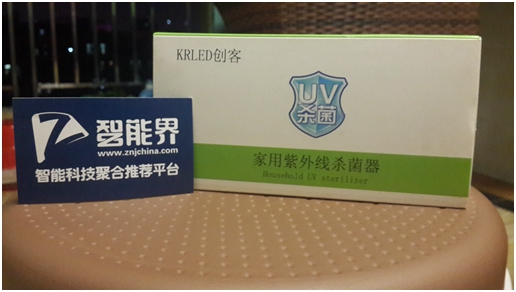 KRLED创客
UV
杀菌
家用紫外线杀菌器
Household UV sterilizer
智能界
www.znjchina.com
智能科技聚合推荐平台